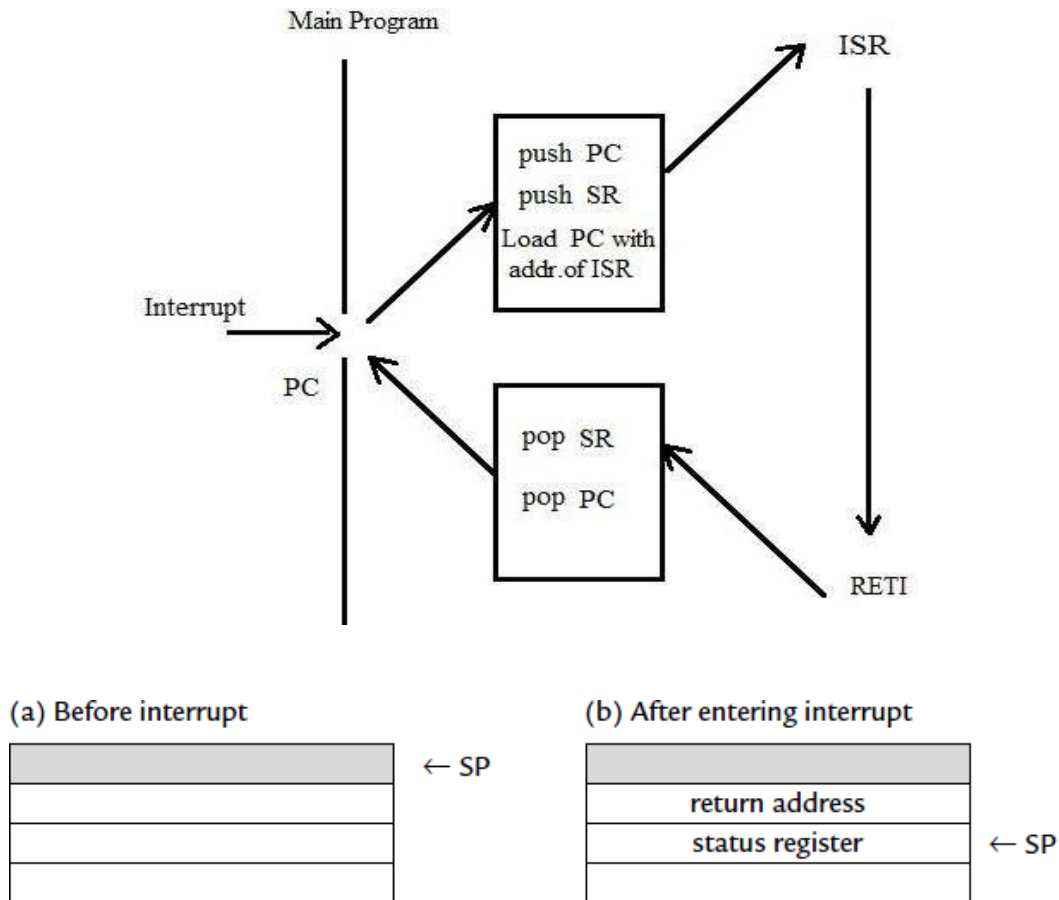 Main Program
ISR
push PC
push SR
Load PC with
addr.of ISR
Interrupt
PC
pop SR
pop PC
RETI
(a) Before interrupt
← SP
(b) After entering interrupt
return address
status register
← SP